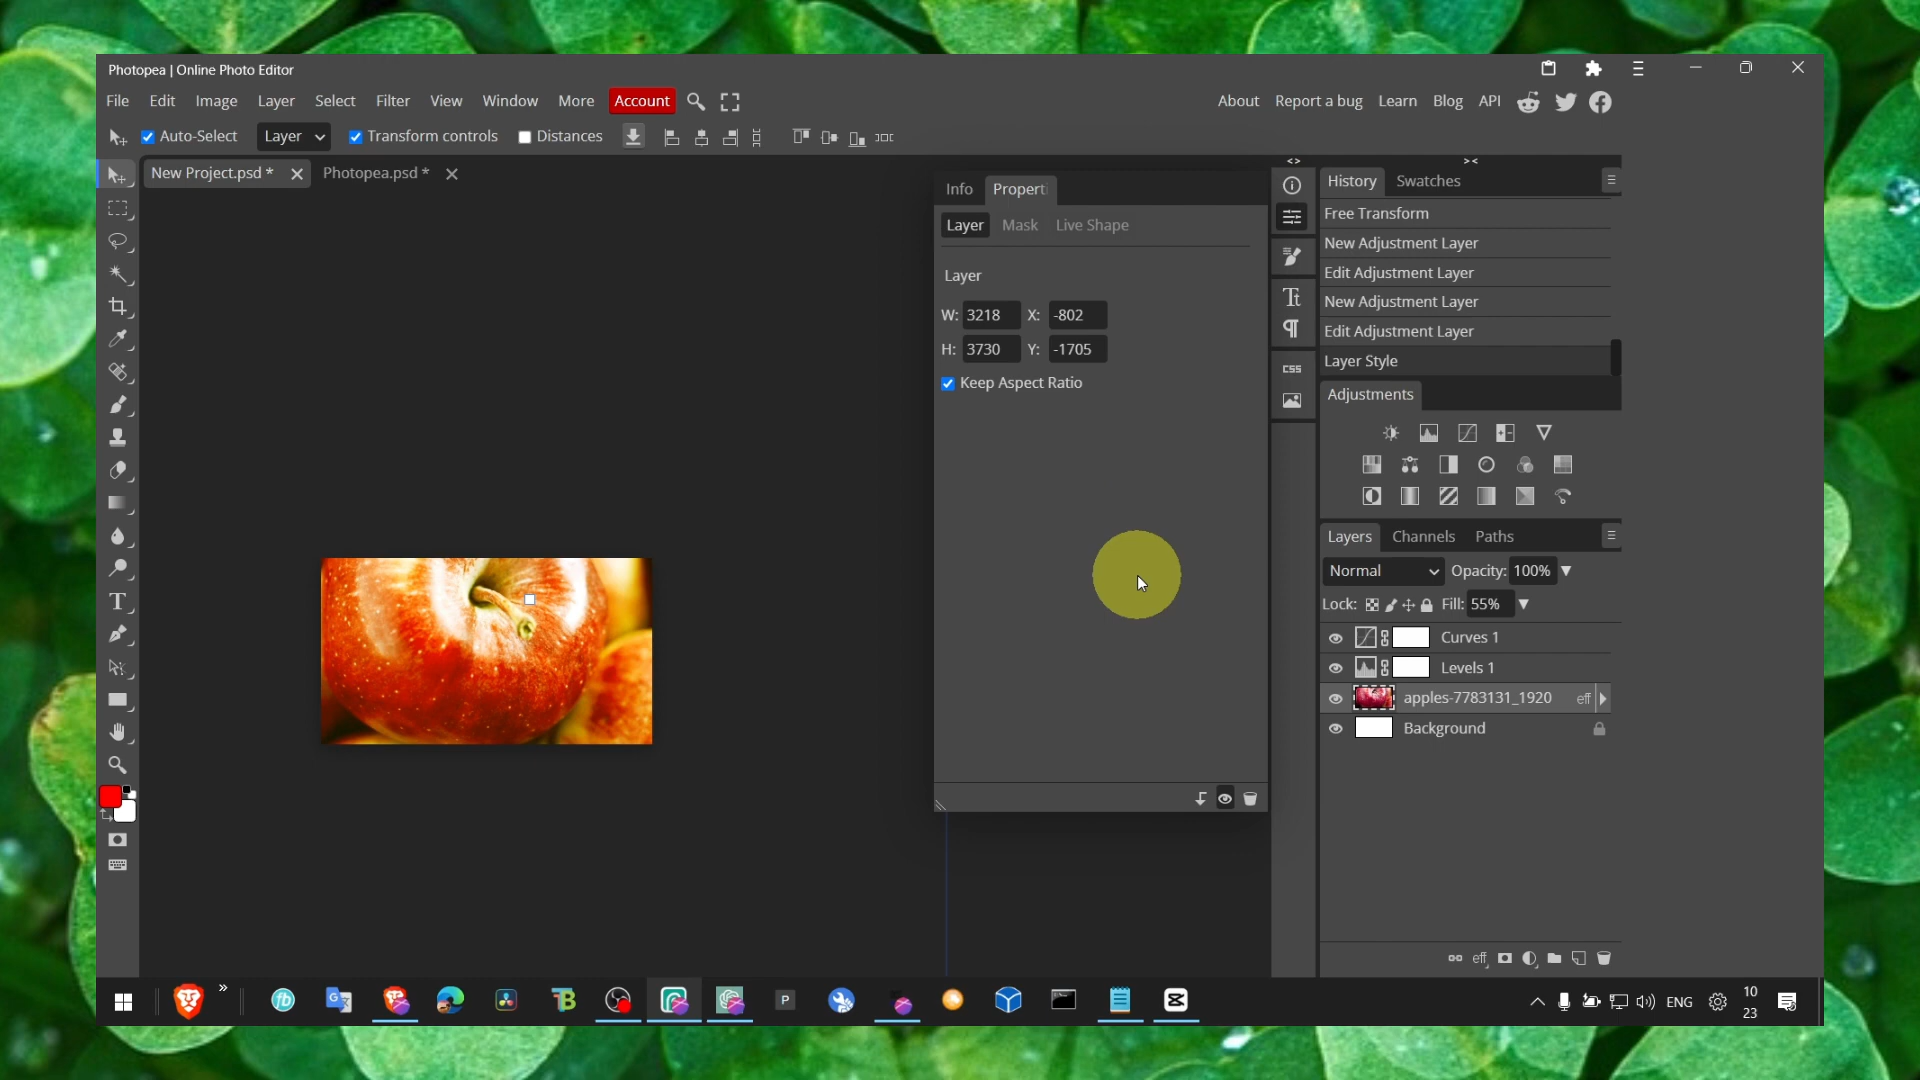 Photopea | Online Photo Editor
File Edit Image Layer Select Filter View Window More Account About Report a bug Learn Blog API
Auto-Select Layer Transform controls Distances
New Project.psd * Photopea.psd *
Info Properti
Layer Mask Live Shape
Layer
W: 3218 X: -802
H: 3730 Y: -1705
Keep Aspect Ratio
CSS
History Swatches
Free Transform
New Adjustment Layer
Edit Adjustment Layer
New Adjustment Layer
Edit Adjustment Layer
Layer Style
Adjustments
Layers Channels Paths
Normal Opacity: 100%
Lock: Fill: 55%
Curves 1
Levels 1
apples-7783131_1920 eff
Background
eff
ENG 10
23